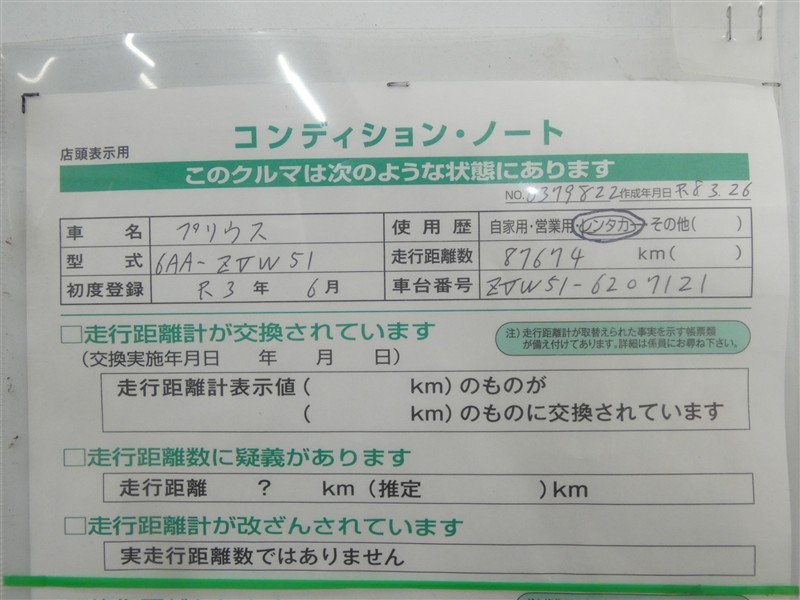 店頭表示用
コンディション・ノート
このクルマは次のような状態にあります
NO. 0379822 作成年月日 R8 3.26
車名 プリウス 使用歴 自家用・営業用・レンタカー・その他( )
型式 6AA-ZVW51 走行距離数 87674 km( )
初度登録 R3年 6月 車台番号 ZVW51-6207121
□走行距離計が交換されています
(交換実施年月日 年 月 日)
注)走行距離計が取替えられた事実を示す帳票類
が備え付けてあります。詳細は係員にお尋ね下さい。
走行距離計表示値( km)のものが
( km)のものに交換されています
□走行距離数に疑義があります
走行距離 ? km(推定 )km
□走行距離計が改ざんされています
実走行距離数ではありません